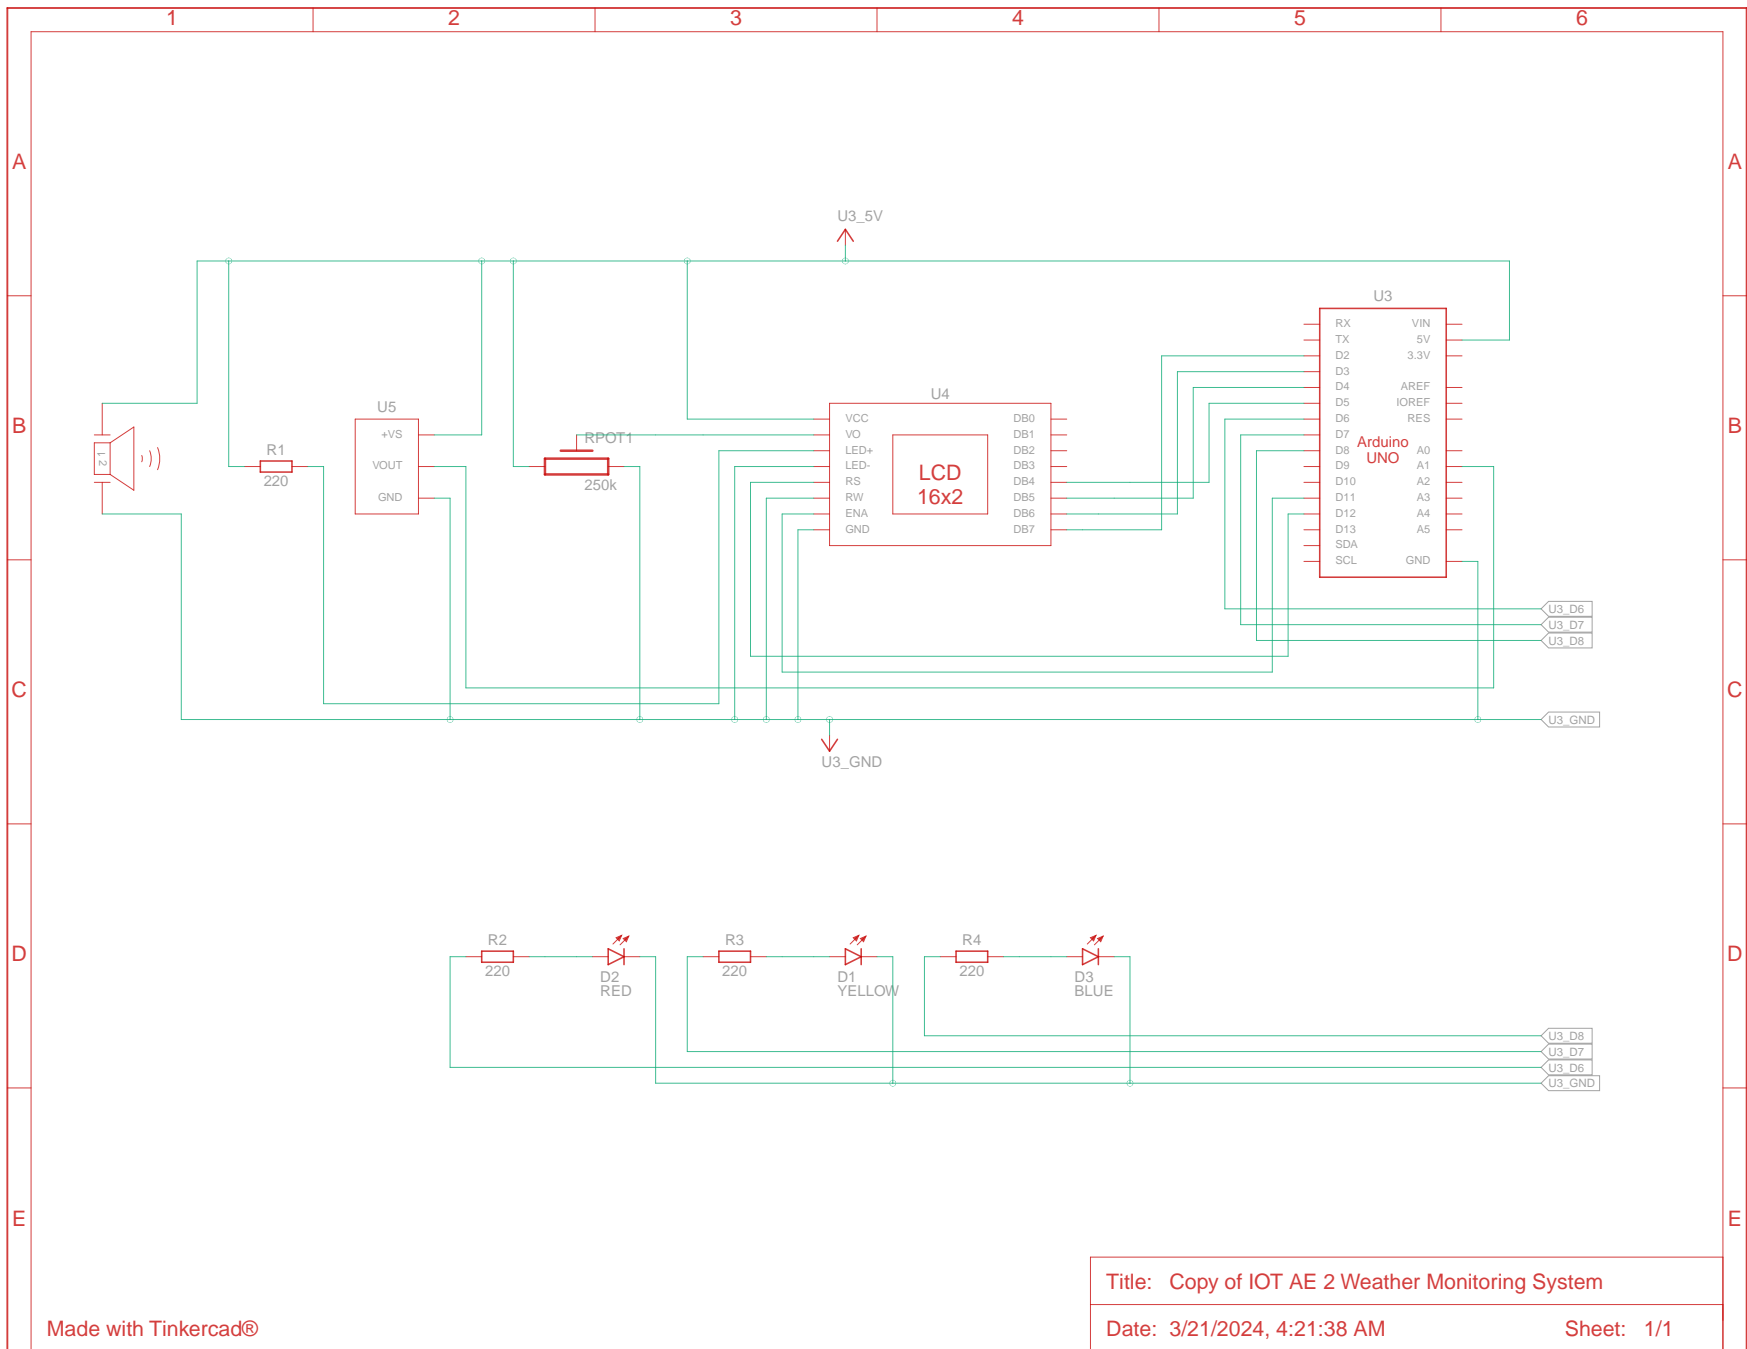 1 2 3 4 5 6
A A
U3_5V
B B
U3
RX VIN
TX 5V
D2 3.3V
D3
D4 AREF
D5 IOREF
D6 RES
D7
D8 A0
D9 A1
D10 A2
D11 A3
D12 A4
D13 A5
SDA
SCL GND
Arduino
UNO
U4
VCC DB0
VO DB1
LED+ DB2
LED- DB3
RS DB4
RW DB5
ENA DB6
GND DB7
LCD
16x2
RPOT1
250k
U5
+VS
VOUT
GND
R1
220
1 2
U3_D6
U3_D7
U3_D8
C C
U3_GND
U3_GND
D D
R2
220
D2
RED
R3
220
D1
YELLOW
R4
220
D3
BLUE
U3_D8
U3_D7
U3_D6
U3_GND
E E
Title: Copy of IOT AE 2 Weather Monitoring System
Date: 3/21/2024, 4:21:38 AM Sheet: 1/1
Made with Tinkercad®